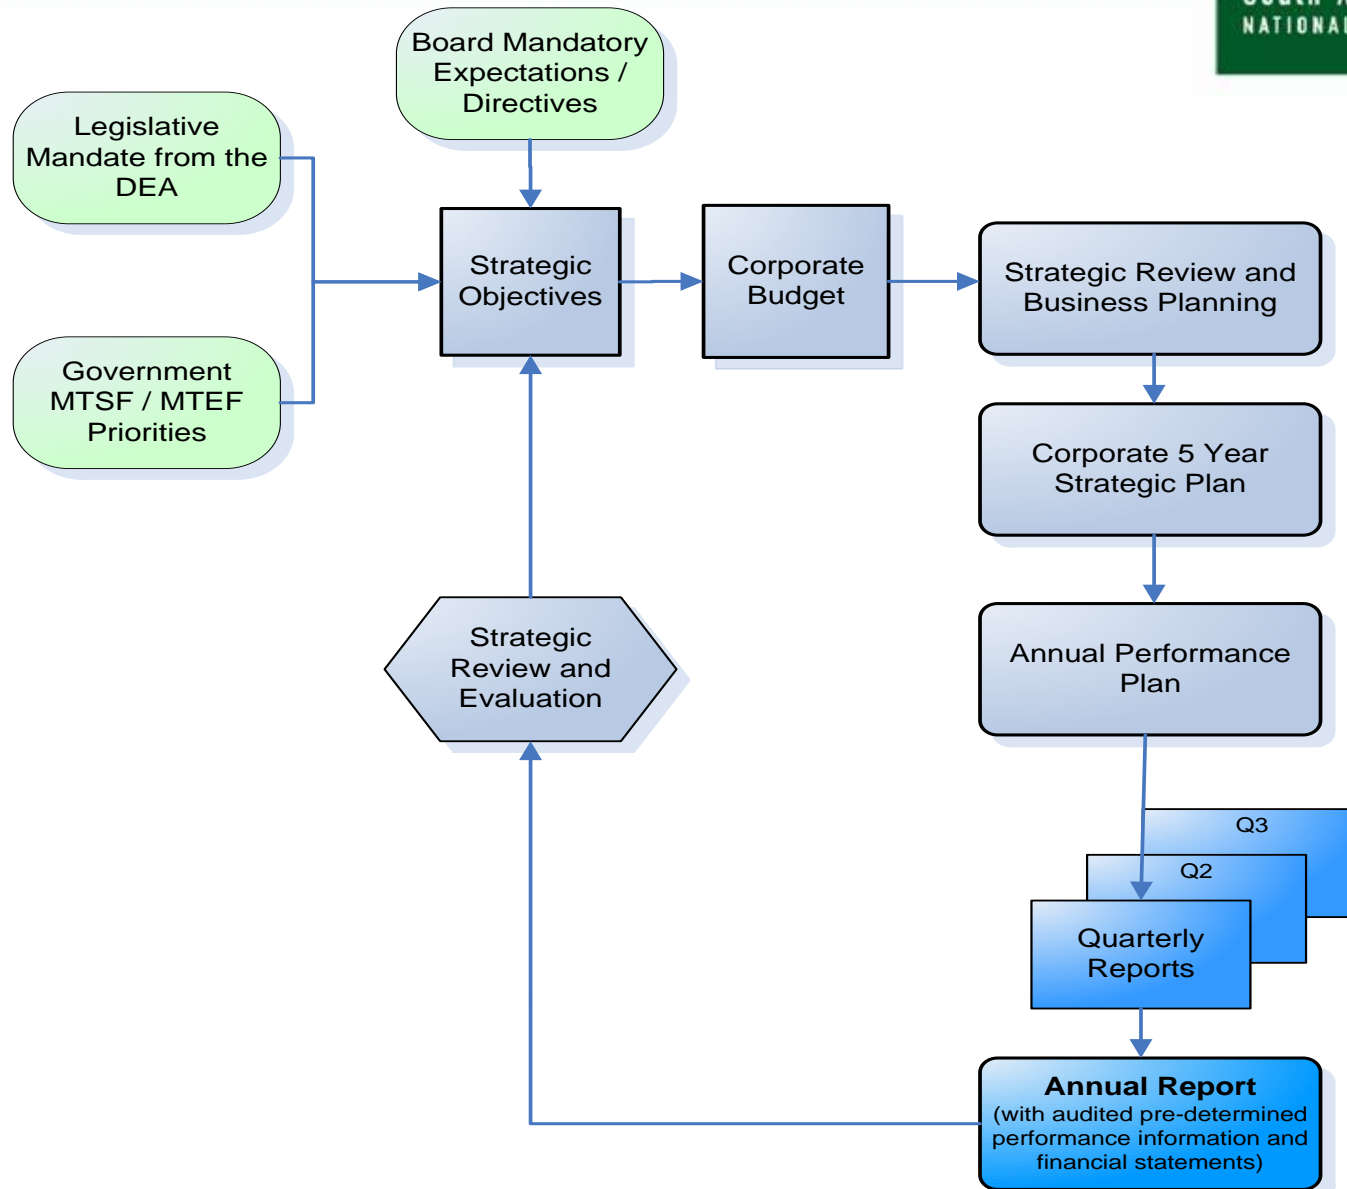 NATIONAL
Board Mandatory
Expectations /
Directives
Legislative
Mandate from the
DEA
Strategic
Objectives
Corporate
Budget
Strategic Review and
Business Planning
Government
MTSF / MTEF
Priorities
Corporate 5 Year
Strategic Plan
Strategic
Review and
Evaluation
Annual Performance
Plan
Q3
Q2
Quarterly
Reports
Annual Report
(with audited pre-determined
performance information and
financial statements)